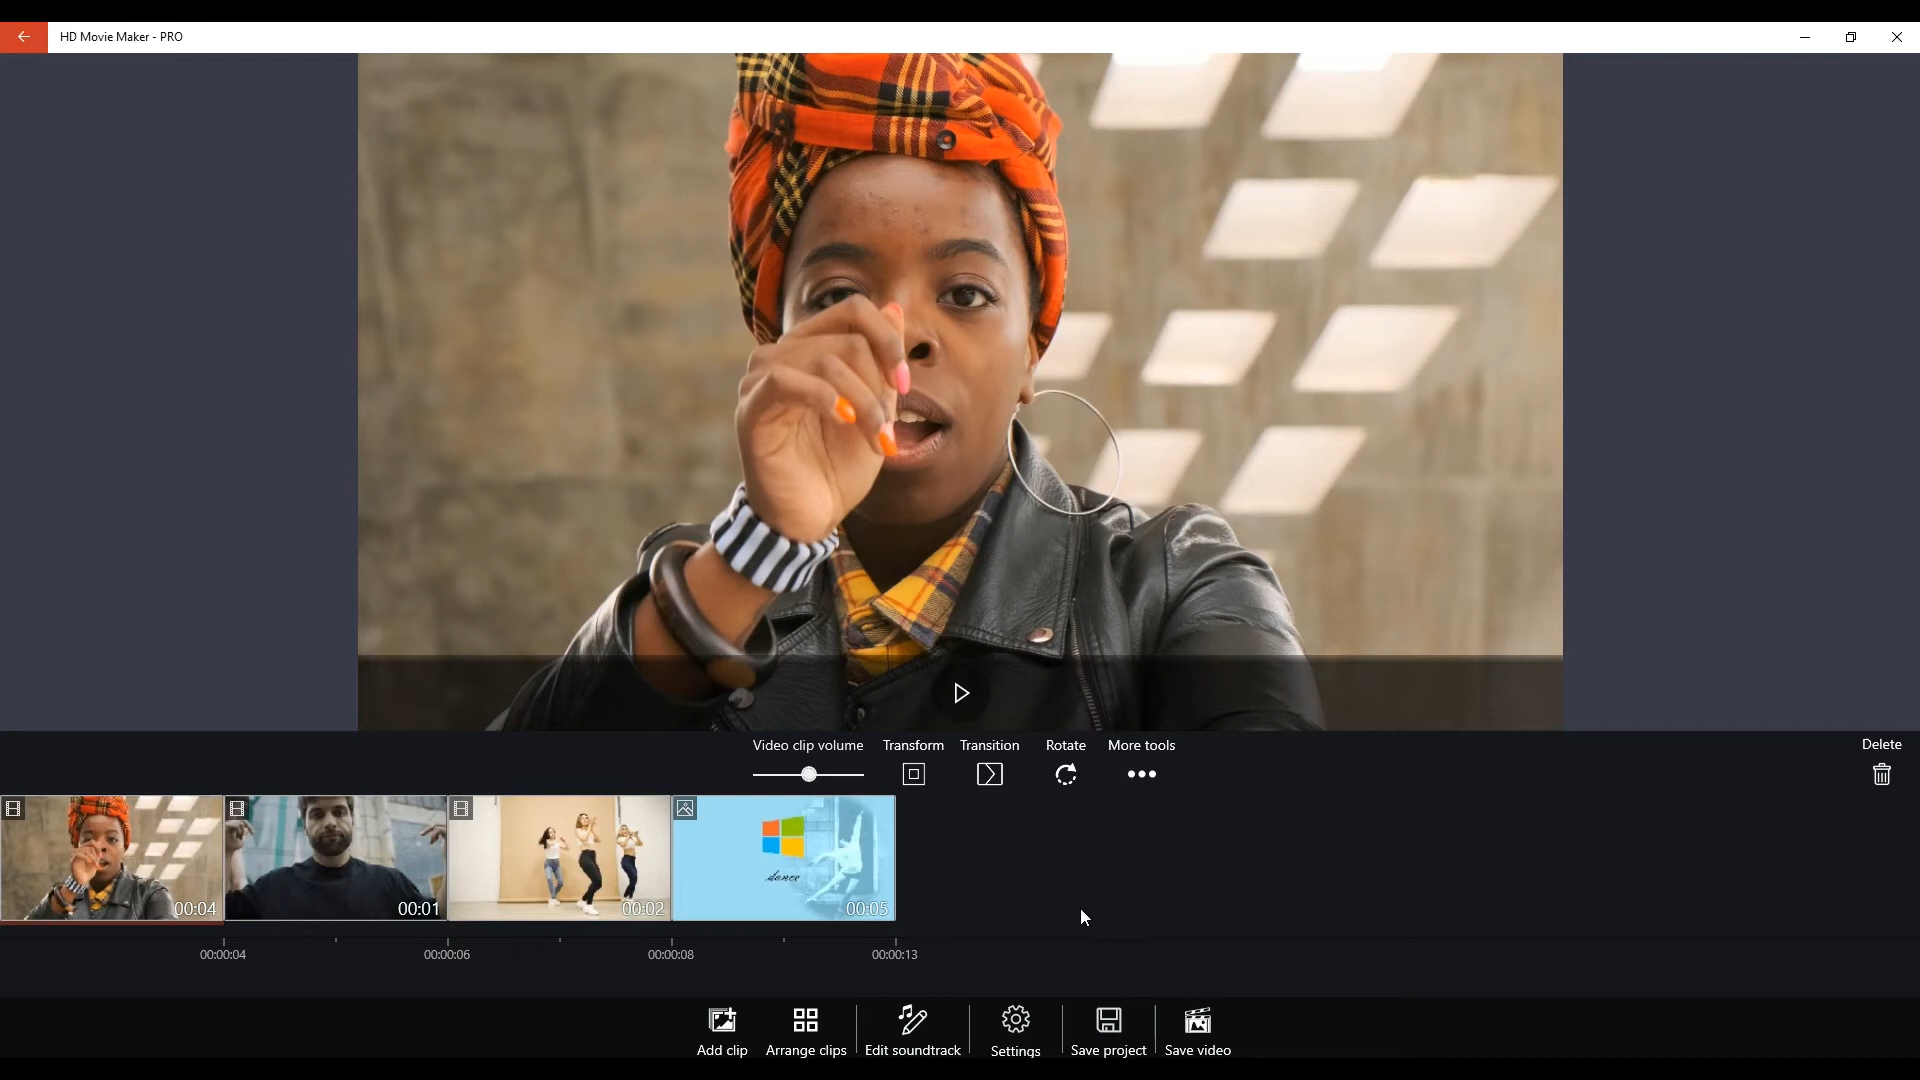 HD Movie Maker - PRO
Video clip volume
Transform
Transition
Rotate
More tools
Delete
00:04
00:01
00:02
dance
00:05
00:00:04
00:00:06
00:00:08
00:00:13
Add clip
Arrange clips
Edit soundtrack
Settings
Save project
Save video